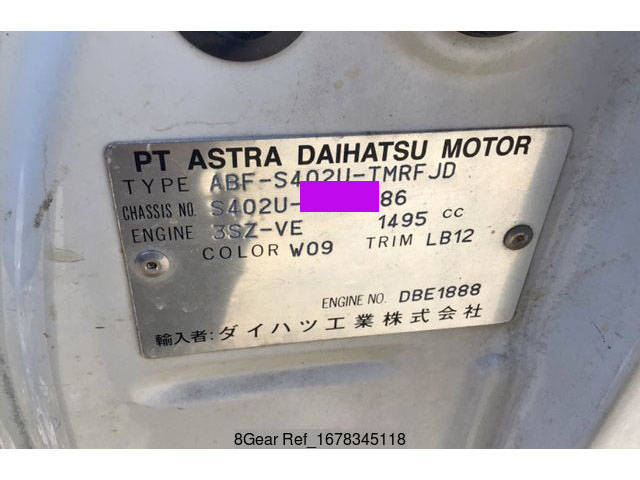 PT ASTRA DAIHATSU MOTOR
TYPE ABF-S402U-TMRFJD
CHASSIS NO. S402U- 86
ENGINE 3SZ-VE 1495 CC
COLOR W09 TRIM LB12
ENGINE NO. DBE1888
輸入者:ダイハツ工業株式会社
8Gear Ref_1678345118